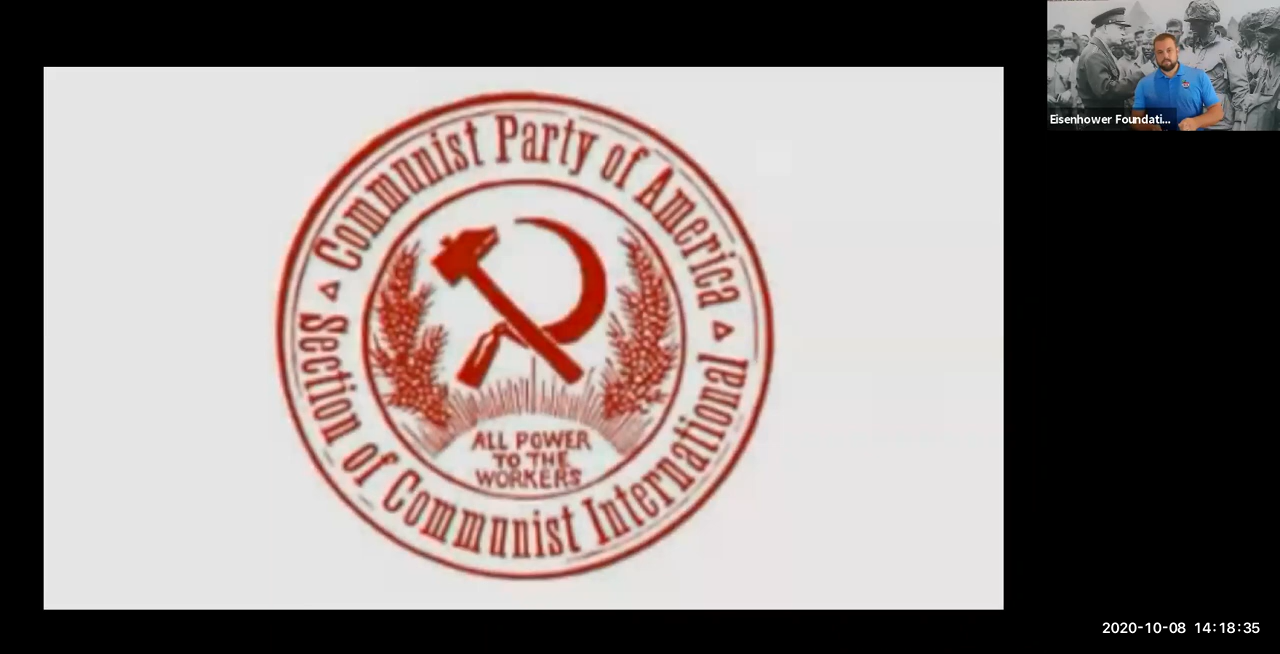 Communist Party of America
Section of Communist International
ALL POWER
TO THE
WORKERS
Eisenhower Foundati...
2020-10-08 14:18:35